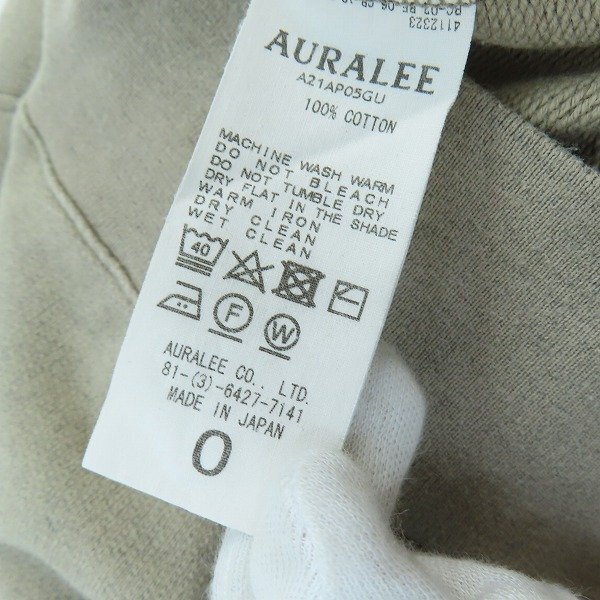 4112323
AURALEE
A21AP05GU
100% COTTON
MACHINE WASH WARM
DO NOT BLEACH
DO NOT TUMBLE DRY
DRY FLAT IN THE SHADE
WARM IRON
DRY CLEAN
WET CLEAN
40
F
W
AURALEE CO., LTD.
81-(3)-6427-7141
MADE IN JAPAN
0